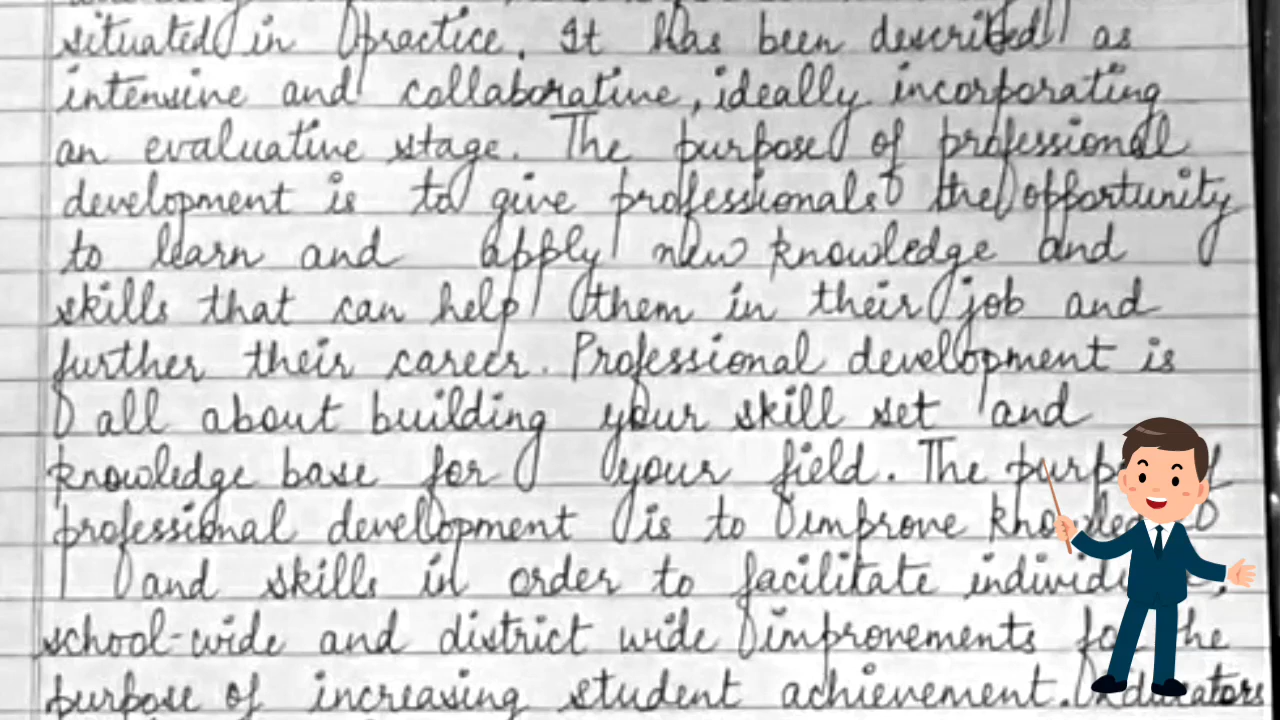 situated in practice. It has been described as
intensive and collaborative, ideally incorporating
an evaluative stage. The purpose of professional
development is to give professionals the opportunity
to learn and apply new knowledge and
skills that can help them in their job and
further their career. Professional development is
all about building your skill set and
knowledge base for your field. The
professional development is to improve
and skills in order to facilitate
school-wide and district wide improvements
purpose of increasing student achievement.